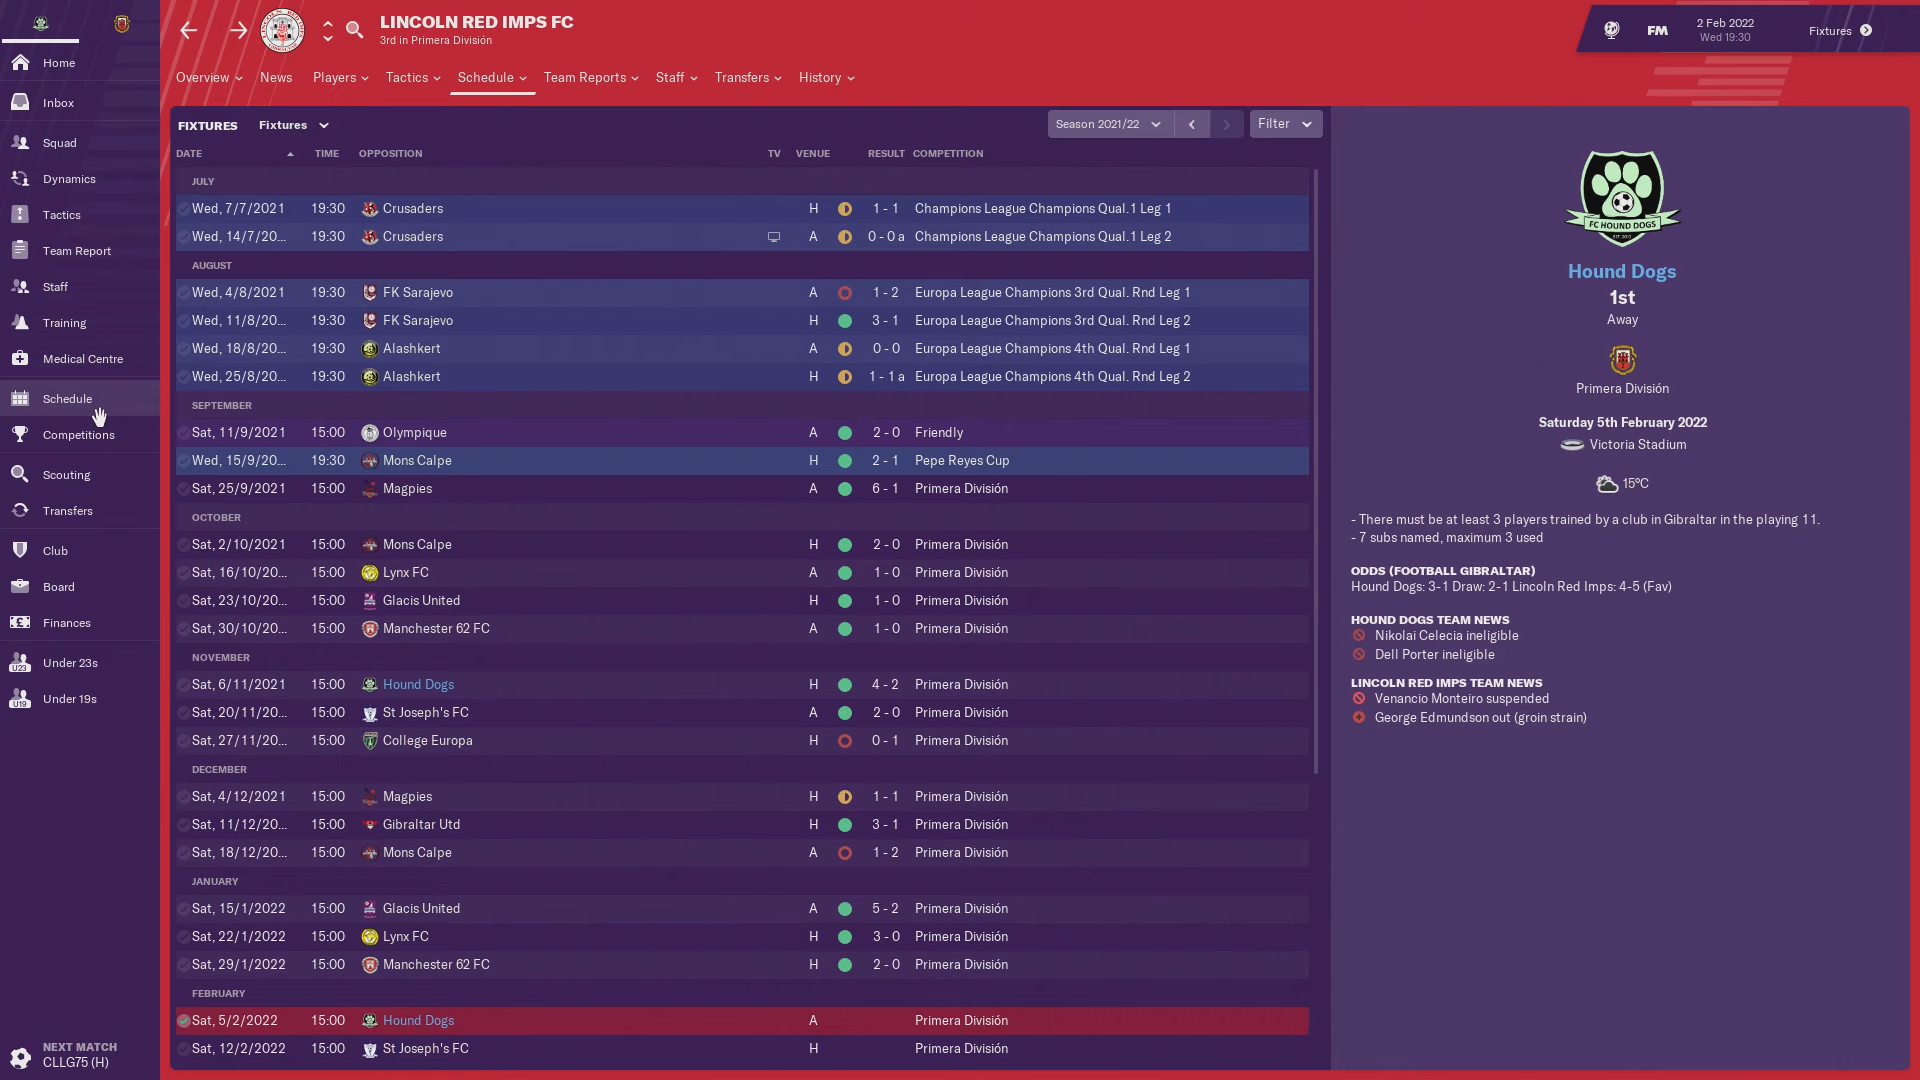 LINCOLN RED IMPS FC
3rd in Primera División
FM
2 Feb 2022
Wed 19:30
Fixtures
Overview
News
Players
Tactics
Schedule
Team Reports
Staff
Transfers
History
Home
Inbox
Squad
Dynamics
Tactics
Team Report
Staff
Training
Medical Centre
Schedule
Competitions
Scouting
Transfers
Club
Board
Finances
U23
Under 23s
U19
Under 19s
NEXT MATCH
CLLG75 (H)
FIXTURES Fixtures Season 2021/22 Filter
DATE TIME OPPOSITION TV VENUE RESULT COMPETITION
JULY
Wed, 7/7/2021 19:30 Crusaders H 1 - 1 Champions League Champions Qual.1 Leg 1
Wed, 14/7/20... 19:30 Crusaders A 0 - 0 a Champions League Champions Qual.1 Leg 2
AUGUST
Wed, 4/8/2021 19:30 FK Sarajevo A 1 - 2 Europa League Champions 3rd Qual. Rnd Leg 1
Wed, 11/8/20... 19:30 FK Sarajevo H 3 - 1 Europa League Champions 3rd Qual. Rnd Leg 2
Wed, 18/8/20... 19:30 Alashkert A 0 - 0 Europa League Champions 4th Qual. Rnd Leg 1
Wed, 25/8/20... 19:30 Alashkert H 1 - 1 a Europa League Champions 4th Qual. Rnd Leg 2
SEPTEMBER
Sat, 11/9/2021 15:00 Olympique A 2 - 0 Friendly
Wed, 15/9/20... 19:30 Mons Calpe H 2 - 1 Pepe Reyes Cup
Sat, 25/9/2021 15:00 Magpies A 6 - 1 Primera División
OCTOBER
Sat, 2/10/2021 15:00 Mons Calpe H 2 - 0 Primera División
Sat, 16/10/20... 15:00 Lynx FC A 1 - 0 Primera División
Sat, 23/10/20... 15:00 Glacis United H 1 - 0 Primera División
Sat, 30/10/20... 15:00 Manchester 62 FC A 1 - 0 Primera División
NOVEMBER
Sat, 6/11/2021 15:00 Hound Dogs H 4 - 2 Primera División
Sat, 20/11/20... 15:00 St Joseph's FC A 2 - 0 Primera División
Sat, 27/11/20... 15:00 College Europa H 0 - 1 Primera División
DECEMBER
Sat, 4/12/2021 15:00 Magpies H 1 - 1 Primera División
Sat, 11/12/20... 15:00 Gibraltar Utd H 3 - 1 Primera División
Sat, 18/12/20... 15:00 Mons Calpe A 1 - 2 Primera División
JANUARY
Sat, 15/1/2022 15:00 Glacis United A 5 - 2 Primera División
Sat, 22/1/2022 15:00 Lynx FC H 3 - 0 Primera División
Sat, 29/1/2022 15:00 Manchester 62 FC H 2 - 0 Primera División
FEBRUARY
Sat, 5/2/2022 15:00 Hound Dogs A Primera División
Sat, 12/2/2022 15:00 St Joseph's FC H Primera División
FC HOUND DOGS
Hound Dogs
1st
Away
Primera División
Saturday 5th February 2022
Victoria Stadium
15°C
- There must be at least 3 players trained by a club in Gibraltar in the playing 11.
- 7 subs named, maximum 3 used
ODDS (FOOTBALL GIBRALTAR)
Hound Dogs: 3-1 Draw: 2-1 Lincoln Red Imps: 4-5 (Fav)
HOUND DOGS TEAM NEWS
Nikolai Celecia ineligible
Dell Porter ineligible
LINCOLN RED IMPS TEAM NEWS
Venancio Monteiro suspended
George Edmundson out (groin strain)